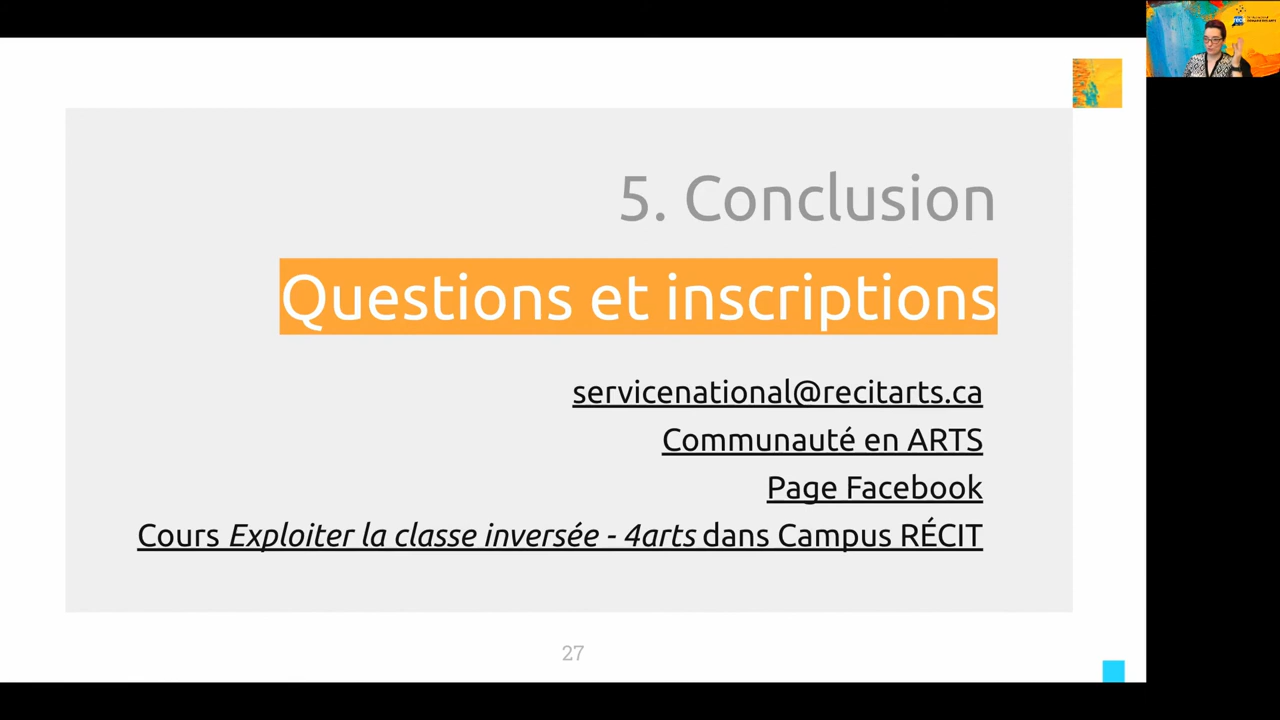 5. Conclusion
Questions et inscriptions
servicenational@recitarts.ca
Communauté en ARTS
Page Facebook
Cours Exploiter la classe inversée - 4arts dans Campus RÉCIT
27